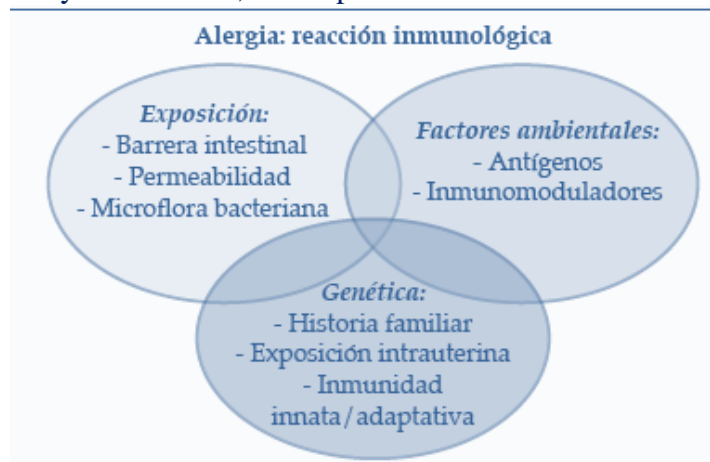 Alergia: reacción inmunológica
Exposición:
- Barrera intestinal
- Permeabilidad
- Microflora bacteriana
Factores ambientales:
- Antígenos
- Inmunomoduladores
Genética:
- Historia familiar
- Exposición intrauterina
- Inmunidad
innata/adaptativa